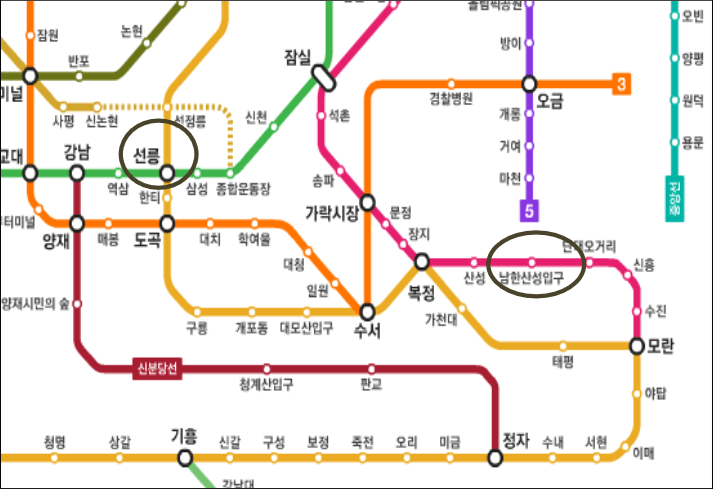 올림픽공원
오빈
잠원
논현
방이
반포
잠실
양평
3
경찰병원
오금
미널
원덕
사평
신논현
선정릉
신천
석촌
개롱
용문
교대
강남
선릉
거여
역삼
삼성
종합운동장
송파
마천
한티
5
중앙선
터미널
가락시장
문정
양재
매봉
도곡
대치
학여울
장지
단대오거리
대청
산성
남한산성입구
신흥
일원
복정
양재시민의 숲
수진
구룡
개포동
대모산입구
수서
가천대
모란
태평
신분당선
청계산입구
판교
야탑
청명
상갈
기흥
신갈
구성
보정
죽전
오리
미금
정자
수내
서현
이매
강남대